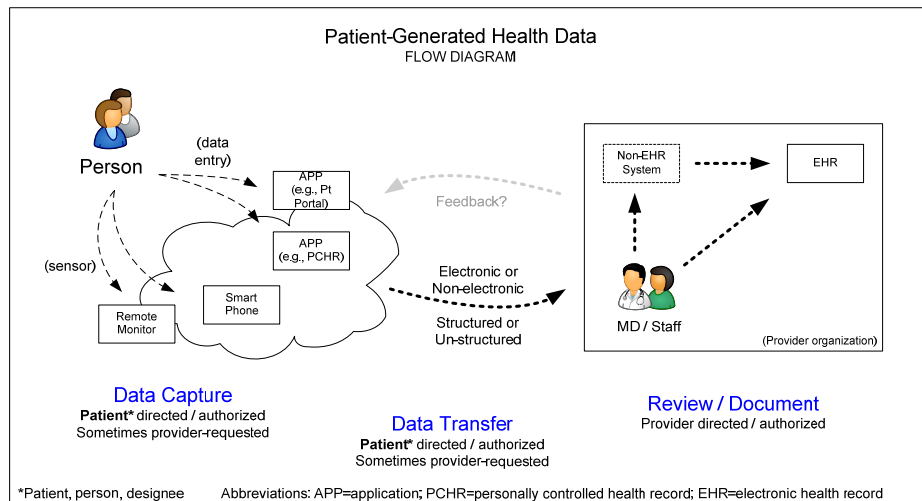 Patient-Generated Health Data
FLOW DIAGRAM
Person
(data
entry)
(sensor)
APP
(e.g., Pt
Portal)
APP
(e.g., PCHR)
Smart
Phone
Remote
Monitor
Feedback?
Electronic or
Non-electronic
Structured or
Un-structured
Non-EHR
System
EHR
MD / Staff
(Provider organization)
Data Capture
Patient* directed / authorized
Sometimes provider-requested
Data Transfer
Patient* directed / authorized
Sometimes provider-requested
Review / Document
Provider directed / authorized
*Patient, person, designee
Abbreviations: APP=application; PCHR=personally controlled health record; EHR=electronic health record